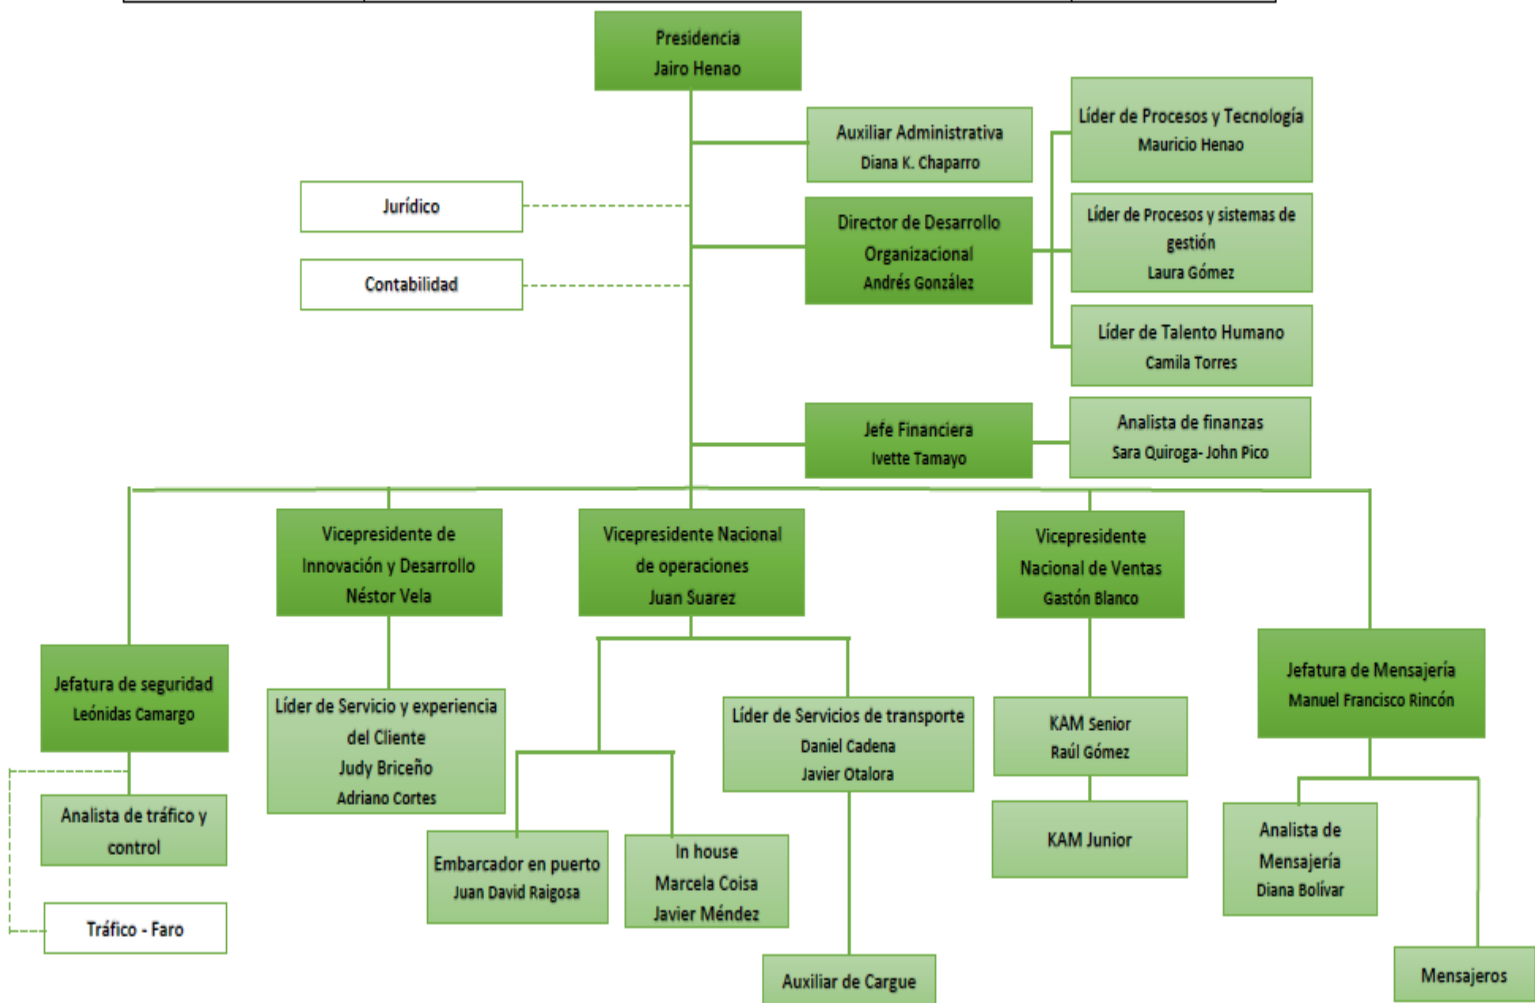 Presidencia
Jairo Henao
Auxiliar Administrativa
Diana K. Chaparro
Líder de Procesos y Tecnología
Mauricio Henao
Jurídico
Director de Desarrollo
Organizacional
Andrés González
Líder de Procesos y sistemas de
gestión
Laura Gómez
Contabilidad
Líder de Talento Humano
Camila Torres
Jefe Financiera
Ivette Tamayo
Analista de finanzas
Sara Quiroga- John Pico
Vicepresidente de
Innovación y Desarrollo
Néstor Vela
Vicepresidente Nacional
de operaciones
Juan Suarez
Vicepresidente
Nacional de Ventas
Gastón Blanco
Jefatura de seguridad
Leónidas Camargo
Líder de Servicio y experiencia
del Cliente
Judy Briceño
Adriano Cortes
Líder de Servicios de transporte
Daniel Cadena
Javier Otalora
KAM Senior
Raúl Gómez
Jefatura de Mensajería
Manuel Francisco Rincón
Analista de tráfico y
control
Embarcador en puerto
Juan David Raigosa
In house
Marcela Coisa
Javier Méndez
KAM Junior
Analista de
Mensajería
Diana Bolívar
Tráfico - Faro
Auxiliar de Cargue
Mensajeros